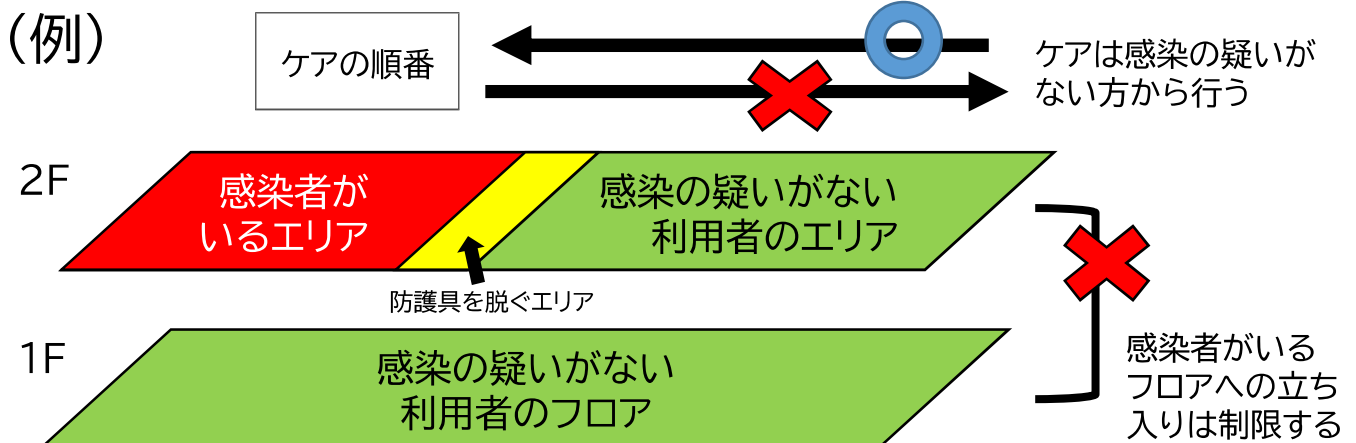 (例)
ケアの順番
ケアは感染の疑いが
ない方から行う
2F
感染者が
いるエリア
感染の疑いがない
利用者のエリア
防護具を脱ぐエリア
1F
感染の疑いがない
利用者のフロア
感染者がいる
フロアへの立ち
入りは制限する